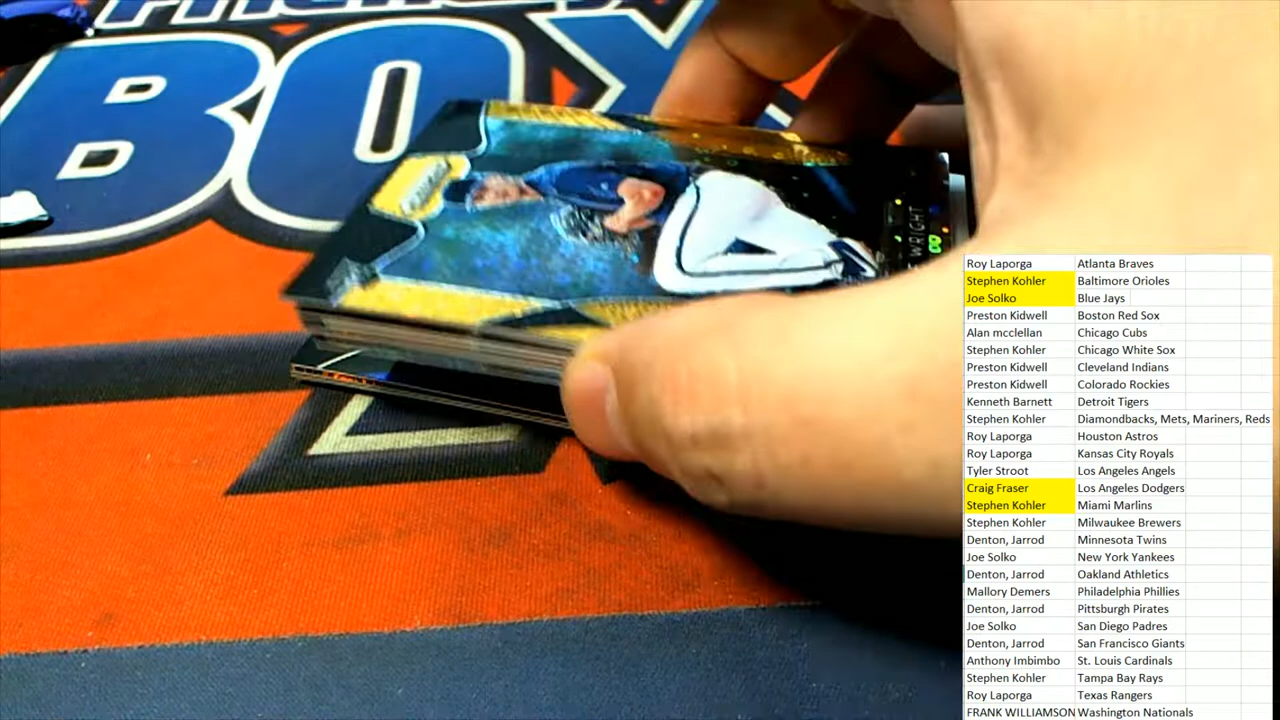 BOX
WRIGHT
Roy Laporga Atlanta Braves
Stephen Kohler Baltimore Orioles
Joe Solko Blue Jays
Preston Kidwell Boston Red Sox
Alan mcclellan Chicago Cubs
Stephen Kohler Chicago White Sox
Preston Kidwell Cleveland Indians
Preston Kidwell Colorado Rockies
Kenneth Barnett Detroit Tigers
Stephen Kohler Diamondbacks, Mets, Mariners, Reds
Roy Laporga Houston Astros
Roy Laporga Kansas City Royals
Tyler Stroot Los Angeles Angels
Craig Fraser Los Angeles Dodgers
Stephen Kohler Miami Marlins
Stephen Kohler Milwaukee Brewers
Denton, Jarrod Minnesota Twins
Joe Solko New York Yankees
Denton, Jarrod Oakland Athletics
Mallory Demers Philadelphia Phillies
Denton, Jarrod Pittsburgh Pirates
Joe Solko San Diego Padres
Denton, Jarrod San Francisco Giants
Anthony Imbimbo St. Louis Cardinals
Stephen Kohler Tampa Bay Rays
Roy Laporga Texas Rangers
FRANK WILLIAMSON Washington Nationals